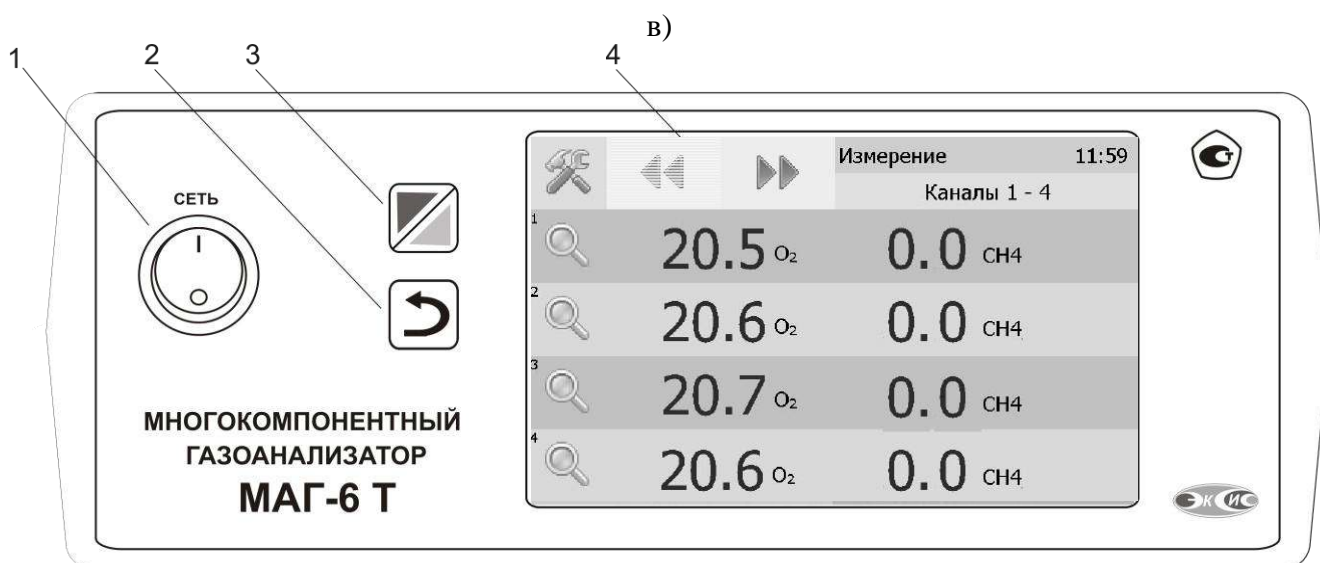 в)
1
2
3
4
СЕТЬ
МНОГОКОМПОНЕНТНЫЙ
ГАЗОАНАЛИЗАТОР
МАГ-6 Т
Измерение 11:59
Каналы 1 - 4
1 20.5 O₂ 0.0 CH4
2 20.6 O₂ 0.0 CH4
3 20.7 O₂ 0.0 CH4
4 20.6 O₂ 0.0 CH4
ЭКСИС